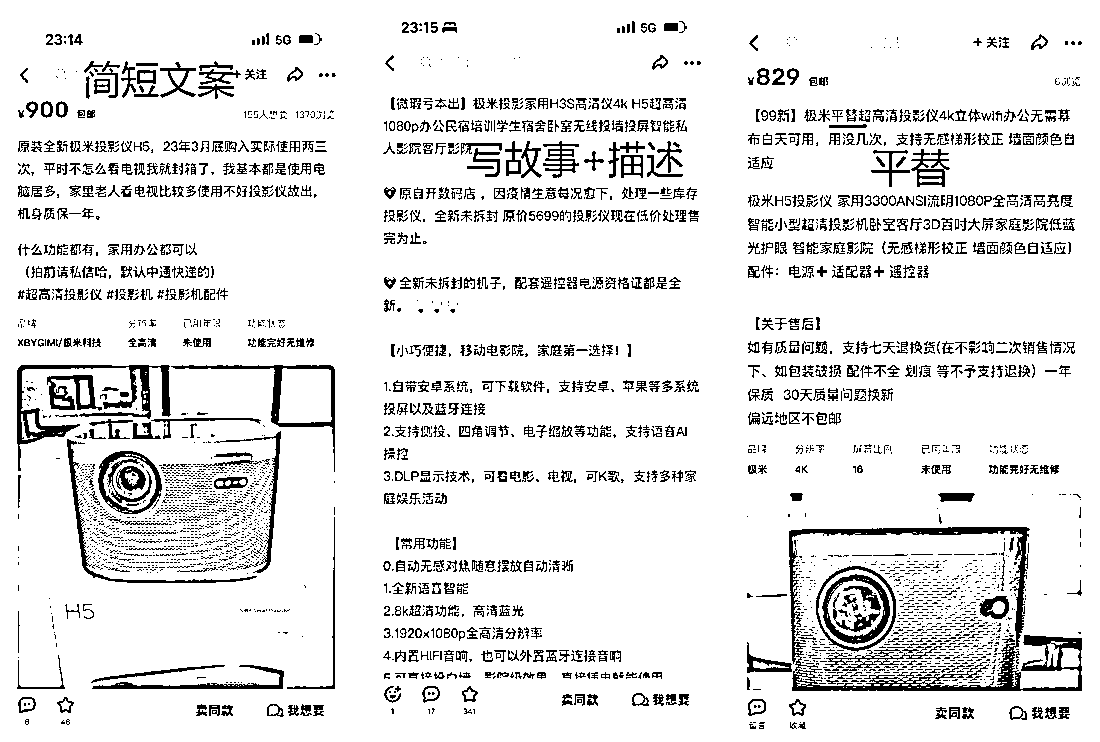 23:14
5G
简短文案
+关注
¥900 包邮
155人想要 1370浏览
原装全新极米投影仪H5，23年3月底购入实际使用两三
次，平时不怎么看电视我就封箱了，我基本都是使用电
脑居多，家里老人看电视比较多使用不好投影仪故出，
机身质保一年。
什么功能都有，家用办公都可以
（拍前请私信哈，默认中通快递的）
#超高清投影仪 #投影机 #投影机配件
品牌 分辨率 已用年限 功能状态
XBYGIMI/极米科技 全高清 未使用 功能完好无维修
H5
6 46
卖同款
我想要
23:15
5G
【微瑕亏本出】极米投影家用H3S高清仪4k H5超高清
1080p办公民宿培训学生宿舍卧室无线投墙投屏智能私
人影院客厅影院
写故事+描述
原自开数码店，因疫情生意每况愈下，处理一些库存
投影仪，全新未拆封 原价5699的投影仪现在低价处理售
完为止。
全新未拆封的机子，配套遥控器电源资格证都是全
新。
【小巧便捷，移动电影院，家庭第一选择！】
1.自带安卓系统，可下载软件，支持安卓、苹果等多系统
投屏以及蓝牙连接
2.支持侧投、四角调节、电子缩放等功能，支持语音AI
操控
3.DLP显示技术，可看电影、电视，可K歌，支持多种家
庭娱乐活动
【常用功能】
0.自动无感对焦随意摆放自动清晰
1.全新语音智能
2.8k超清功能，高清蓝光
3.1920x1080p全高清分辨率
4.内置HIFI音响，也可以外置蓝牙连接音响
5.可直接投白墙，影院级效果，直接插电就能使用
1 17 341
卖同款
我想要
+关注
¥829 包邮
6浏览
【99新】极米平替超高清投影仪4k立体wifi办公无需幕
布白天可用，用没几次，支持无感梯形校正 墙面颜色自
适应
平替
极米H5投影仪 家用3300ANSI流明1080P全高清高亮度
智能小型超清投影机卧室客厅3D百吋大屏家庭影院低蓝
光护眼 智能家庭影院（无感梯形校正 墙面颜色自适应）
配件：电源+适配器+遥控器
【关于售后】
如有质量问题，支持七天退换货(在不影响二次销售情况
下、如包装破损 配件不全 划痕 等不予支持退换）一年
保质 30天质量问题换新
偏远地区不包邮
品牌 分辨率 屏幕比例 已用年限 功能状态
极米 4K 16 未使用 功能完好无维修
留言 收藏
卖同款
我想要